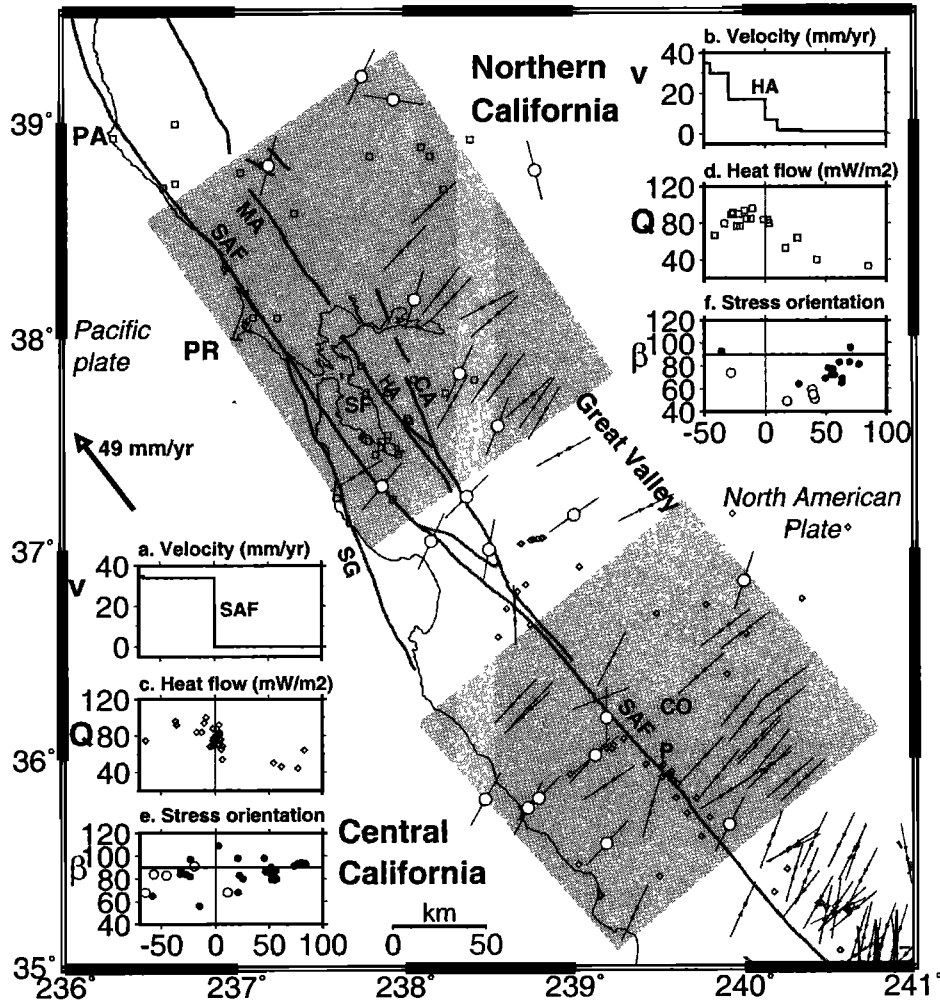 Northern
California
b. Velocity (mm/yr)
v
40
20
0
HA
d. Heat flow (mW/m2)
Q
120
80
40
f. Stress orientation
β
120
100
80
60
40
-50 0 50 100
39°
38°
37°
36°
35°
PA
MA
SAF
Pacific
plate
PR
SF
HA
CA
49 mm/yr
Great Valley
North American
Plate
SG
a. Velocity (mm/yr)
v
40
20
0
SAF
c. Heat flow (mW/m2)
Q
120
80
40
SAF
CO
P
e. Stress orientation
β
120
100
80
60
40
-50 0 50 100
Central
California
km
0 50
236° 237° 238° 239° 240° 241°